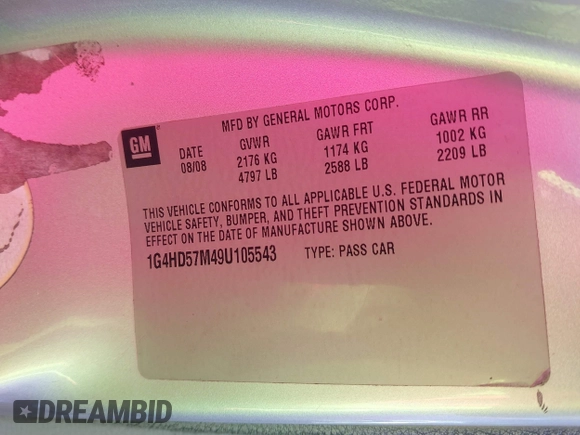 MFD BY GENERAL MOTORS CORP.
GM
DATE GVWR GAWR FRT GAWR RR
08/08 2176 KG 1174 KG 1002 KG
4797 LB 2588 LB 2209 LB
THIS VEHICLE CONFORMS TO ALL APPLICABLE U.S. FEDERAL MOTOR
VEHICLE SAFETY, BUMPER, AND THEFT PREVENTION STANDARDS IN
EFFECT ON THE DATE OF MANUFACTURE SHOWN ABOVE.
1G4HD57M49U105543 TYPE: PASS CAR
DREAMBID